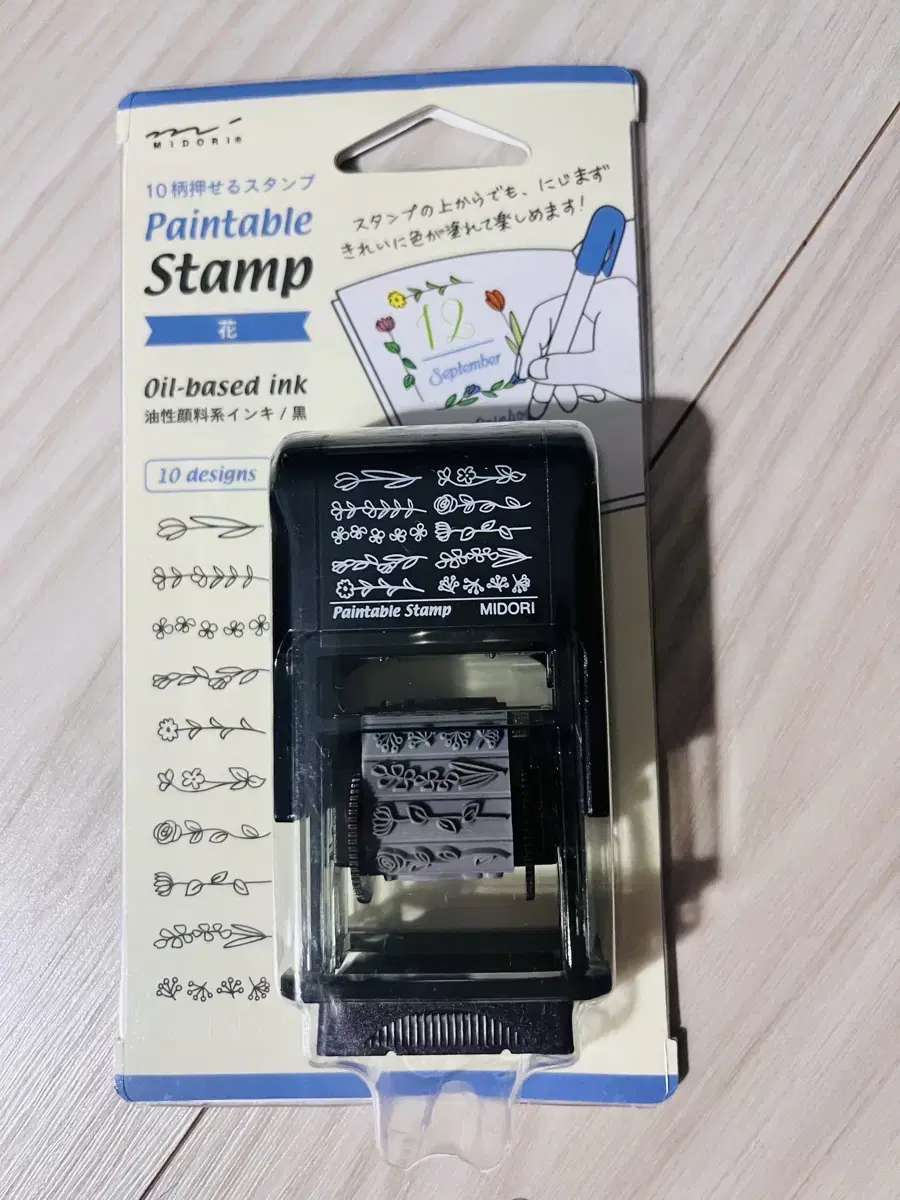 MIDORI®
10柄押せるスタンプ
Paintable
Stamp
花
Oil-based ink
油性顔料系インキ/黒
10 designs
スタンプの上からでも、にじまず
きれいに色が塗れて楽しめます!
12
September
Paintable Stamp MIDORI